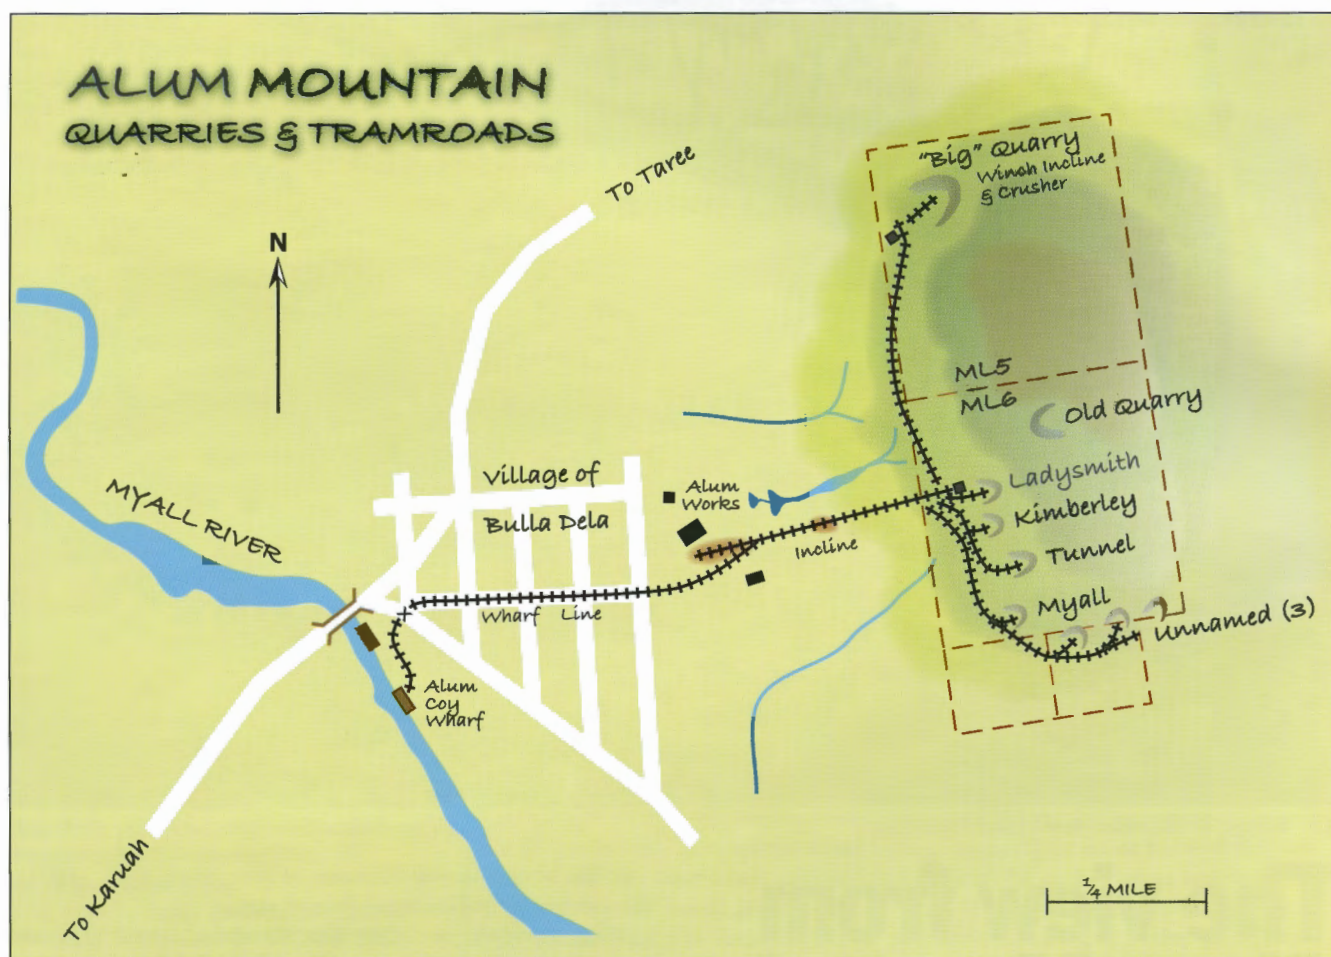 ALUM MOUNTAIN
QUARRIES & TRAMROADS
To Taree
"Big" Quarry
Winch Incline
& Crusher
N
ML5
ML6
Old Quarry
MYALL RIVER
Village of
Bulla Dela
Alum
Works
Ladysmith
Kimberley
Incline
Tunnel
Wharf Line
Myall
Unnamed (3)
Alum
Coy
Wharf
To Karuah
1/4 MILE